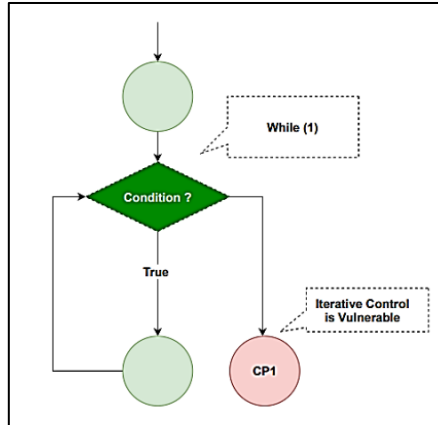 While (1)
Condition ?
True
Iterative Control
is Vulnerable
CP1